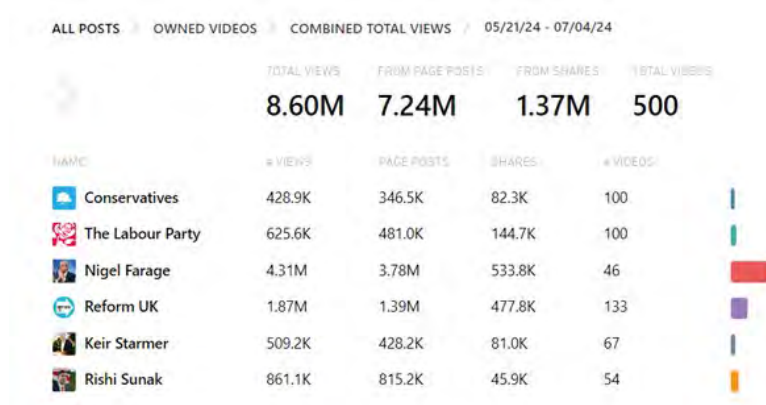 ALL POSTS / OWNED VIDEOS / COMBINED TOTAL VIEWS / 05/21/24 - 07/04/24
TOTAL VIEWS FROM PAGE POSTS FROM SHARES TOTAL VIDEOS
8.60M 7.24M 1.37M 500
NAME # VIEWS PAGE POSTS SHARES # VIDEOS
Conservatives 428.9K 346.5K 82.3K 100
The Labour Party 625.6K 481.0K 144.7K 100
Nigel Farage 4.31M 3.78M 533.8K 46
Reform UK 1.87M 1.39M 477.8K 133
Keir Starmer 509.2K 428.2K 81.0K 67
Rishi Sunak 861.1K 815.2K 45.9K 54